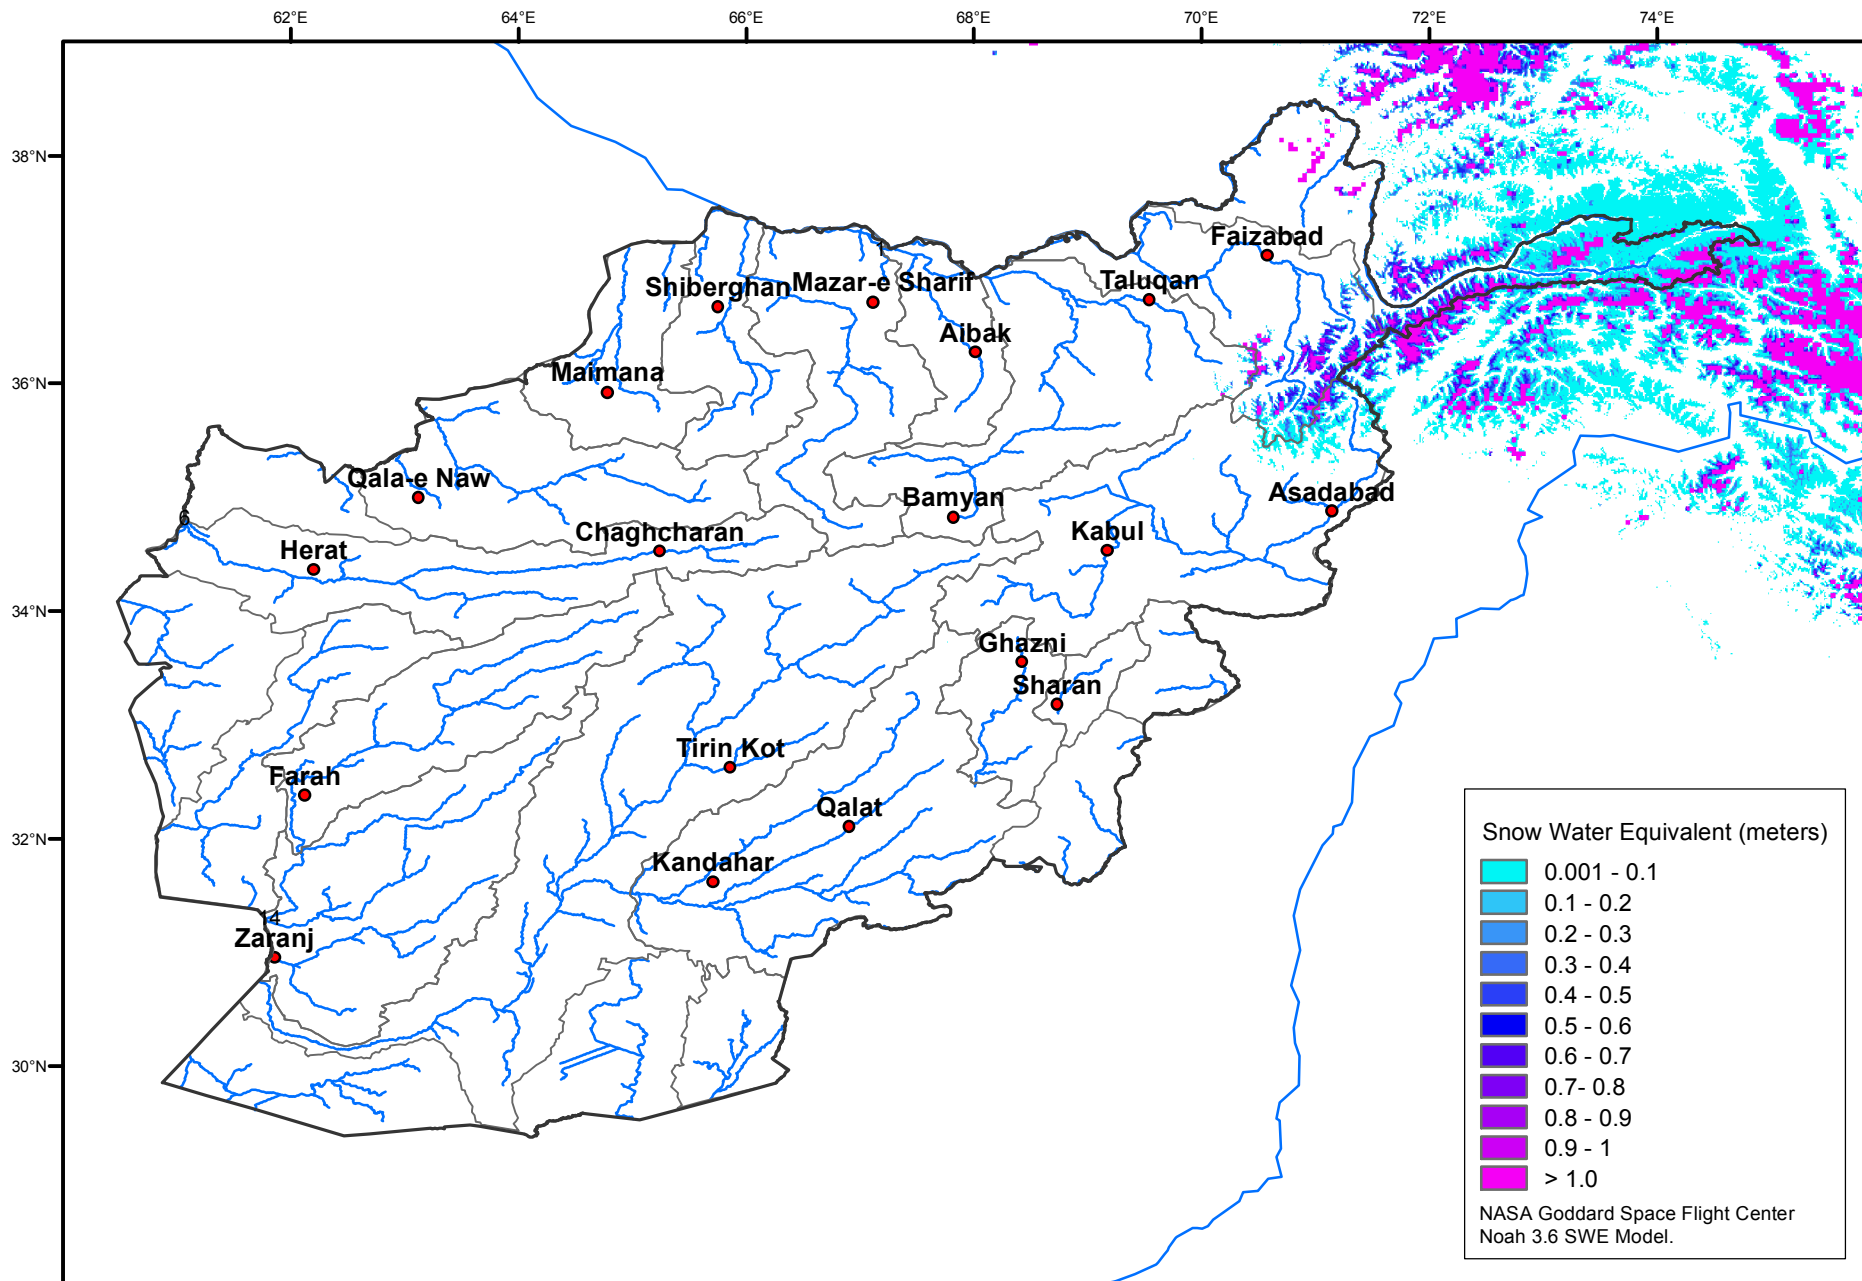 62°E 64°E 66°E 68°E 70°E 72°E 74°E
38°N
36°N
34°N
32°N
30°N
Faizabad
1
Shiberghan
Mazar-e Sharif
Taluqan
Aibak
Maimana
Qala-e Naw
Bamyan
Asadabad
6
Chaghcharan
Kabul
Herat
Ghazni
Sharan
Tirin Kot
Farah
Qalat
Kandahar
14
Zaranj
Snow Water Equivalent (meters)
0.001 - 0.1
0.1 - 0.2
0.2 - 0.3
0.3 - 0.4
0.4 - 0.5
0.5 - 0.6
0.6 - 0.7
0.7- 0.8
0.8 - 0.9
0.9 - 1
> 1.0
NASA Goddard Space Flight Center
Noah 3.6 SWE Model.